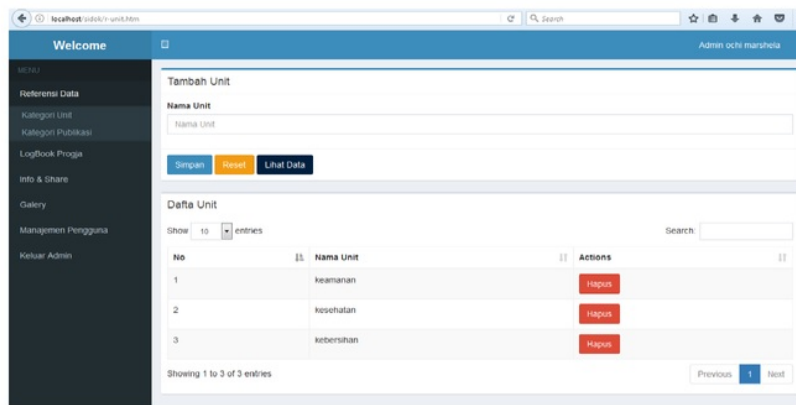 localhost/sidok/r-unit.htm
Search
Welcome
Admin ochi marshela
MENU
Referensi Data
Kategori Unit
Kategori Publikasi
LogBook Progja
Info & Share
Galery
Manajemen Pengguna
Keluar Admin
Tambah Unit
Nama Unit
Nama Unit
Simpan Reset Lihat Data
Dafta Unit
Show 10 entries Search:
No Nama Unit Actions
1 keamanan Hapus
2 kesehatan Hapus
3 kebersihan Hapus
Showing 1 to 3 of 3 entries Previous 1 Next